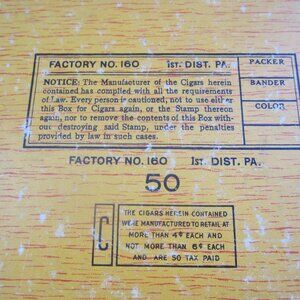 FACTORY NO. 160 1ST. DIST. PA. PACKER
NOTICE: The Manufacturer of the Cigars herein
contained has complied with all the requirements
of Law. Every person is cautioned, not to use either
this Box for Cigars again, or the Stamp thereon
again, nor to remove the contents of this Box with-
out destroying said Stamp, under the penalties
provided by law in such cases.
BANDER
COLOR
FACTORY NO. 160 1ST. DIST. PA.
50
C
THE CIGARS HEREIN CONTAINED
WERE MANUFACTURED TO RETAIL AT
MORE THAN 4¢ EACH AND
NOT MORE THAN 6¢ EACH
AND ARE SO TAX PAID